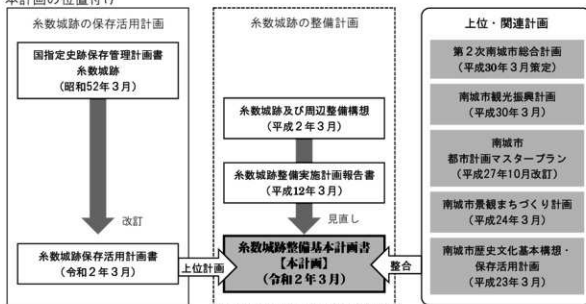 本計画の位置付け
糸数城跡の保存活用計画
国指定史跡保存管理計画書
糸数城跡
(昭和52年3月)
改訂
糸数城跡保存活用計画書
(令和2年3月)
上位計画
糸数城跡の整備計画
糸数城跡及び周辺整備構想
(平成2年3月)
糸数城跡整備実施計画報告書
(平成12年3月)
見直し
糸数城跡整備基本計画書
【本計画】
(令和2年3月)
整合
上位・関連計画
第2次南城市総合計画
(平成30年3月策定)
南城市観光振興計画
(平成30年3月)
南城市
都市計画マスタープラン
(平成27年10月改訂)
南城市景観まちづくり計画
(平成24年3月)
南城市歴史文化基本構想・
保存活用計画
(平成23年3月)